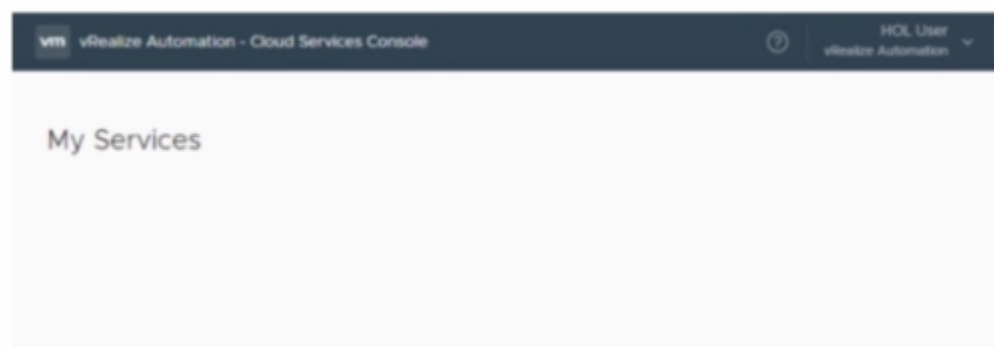 vm vRealize Automation - Cloud Services Console
HOL User
vRealize Automation
My Services